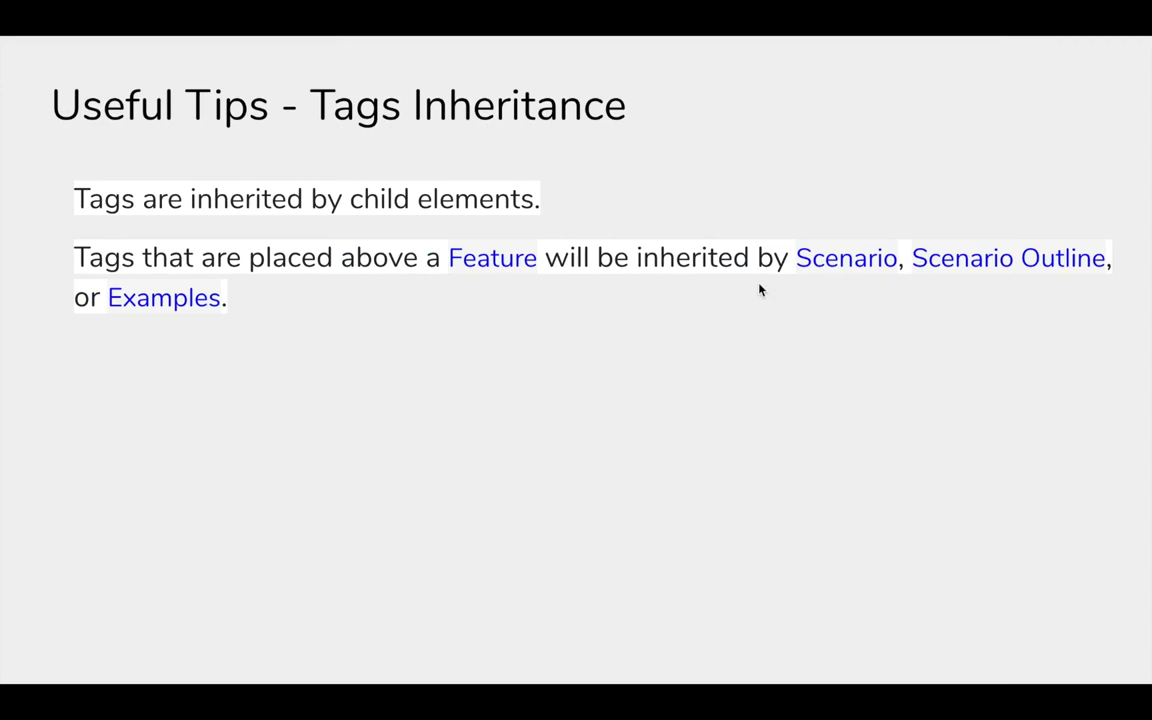 Useful Tips - Tags Inheritance
Tags are inherited by child elements.
Tags that are placed above a Feature will be inherited by Scenario, Scenario Outline,
or Examples.